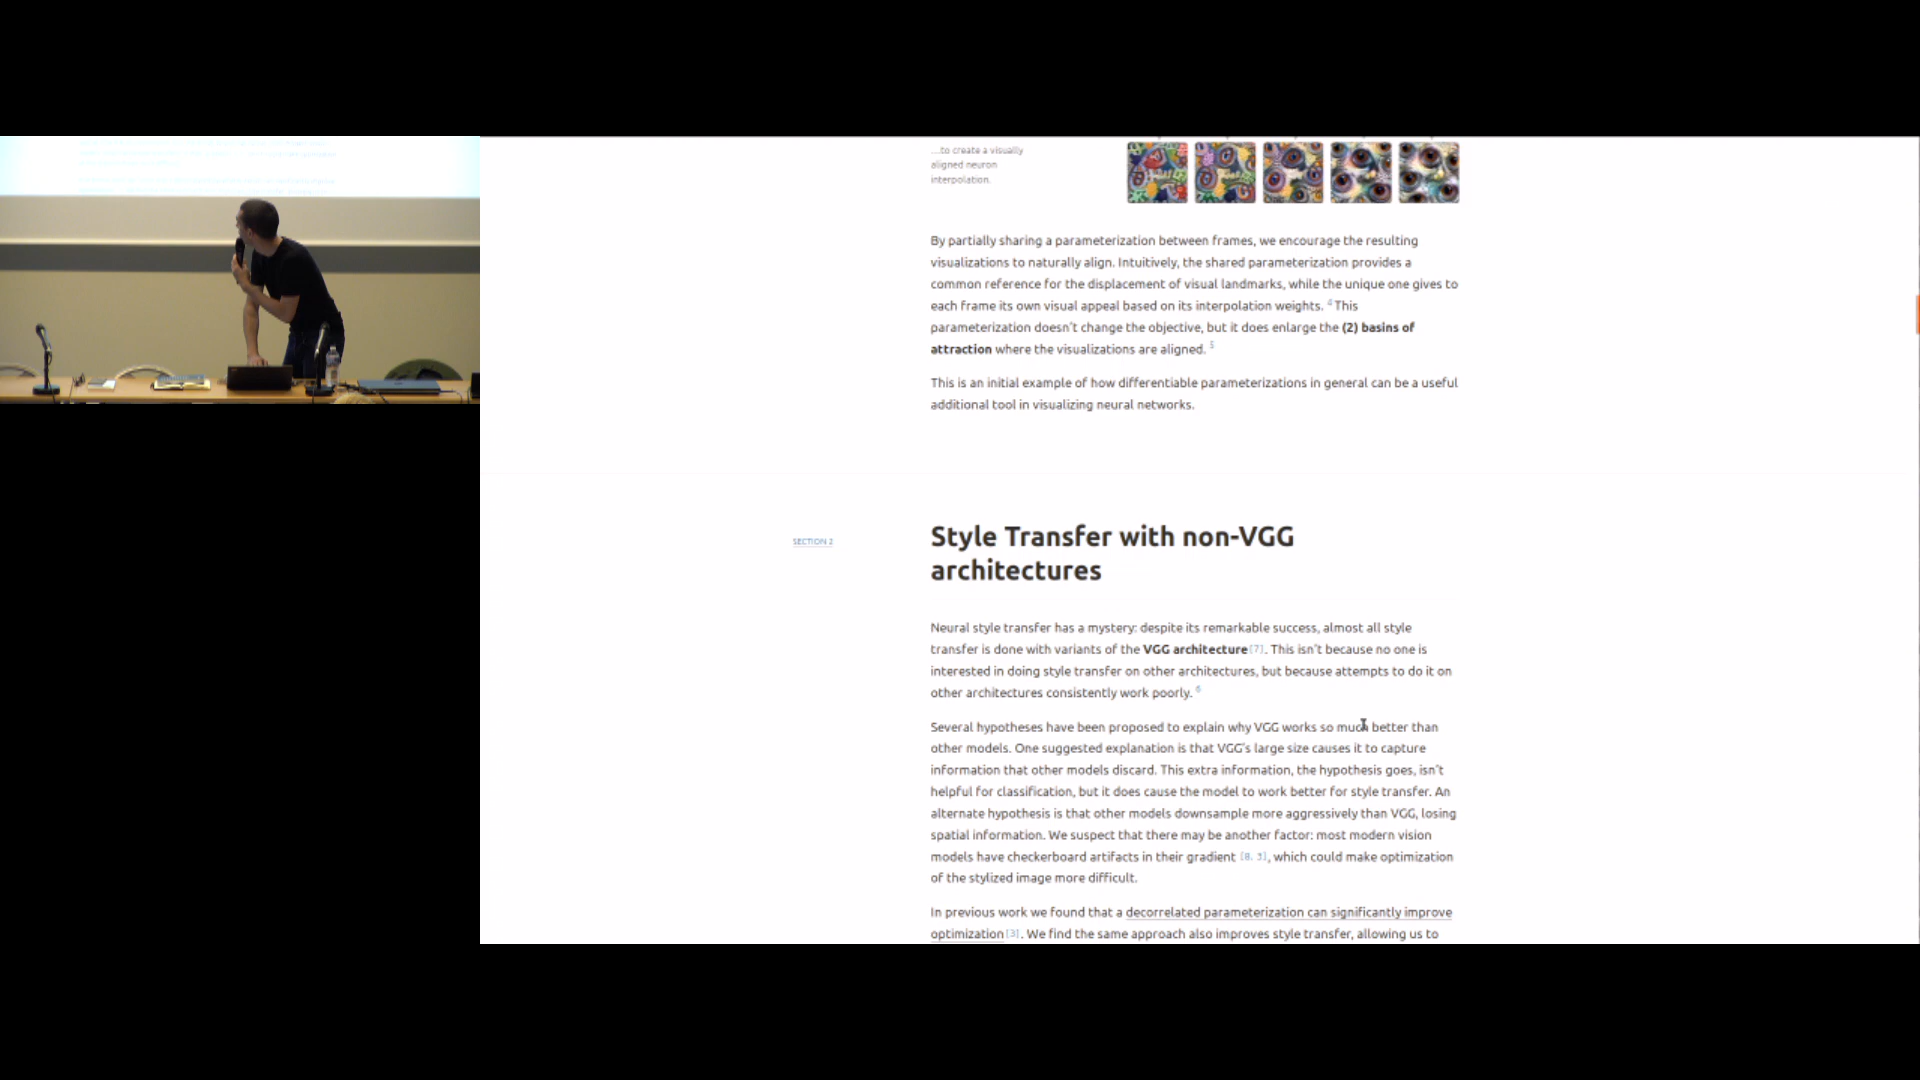 ...to create a visually
aligned neuron
interpolation.
By partially sharing a parameterization between frames, we encourage the resulting
visualizations to naturally align. Intuitively, the shared parameterization provides a
common reference for the displacement of visual landmarks, while the unique one gives to
each frame its own visual appeal based on its interpolation weights. 4 This
parameterization doesn't change the objective, but it does enlarge the (2) basins of
attraction where the visualizations are aligned. 5
This is an initial example of how differentiable parameterizations in general can be a useful
additional tool in visualizing neural networks.
SECTION 2
Style Transfer with non-VGG
architectures
Neural style transfer has a mystery: despite its remarkable success, almost all style
transfer is done with variants of the VGG architecture [7]. This isn't because no one is
interested in doing style transfer on other architectures, but because attempts to do it on
other architectures consistently work poorly. 6
Several hypotheses have been proposed to explain why VGG works so much better than
other models. One suggested explanation is that VGG's large size causes it to capture
information that other models discard. This extra information, the hypothesis goes, isn't
helpful for classification, but it does cause the model to work better for style transfer. An
alternate hypothesis is that other models downsample more aggressively than VGG, losing
spatial information. We suspect that there may be another factor: most modern vision
models have checkerboard artifacts in their gradient [8, 3], which could make optimization
of the stylized image more difficult.
In previous work we found that a decorrelated parameterization can significantly improve
optimization [3]. We find the same approach also improves style transfer, allowing us to